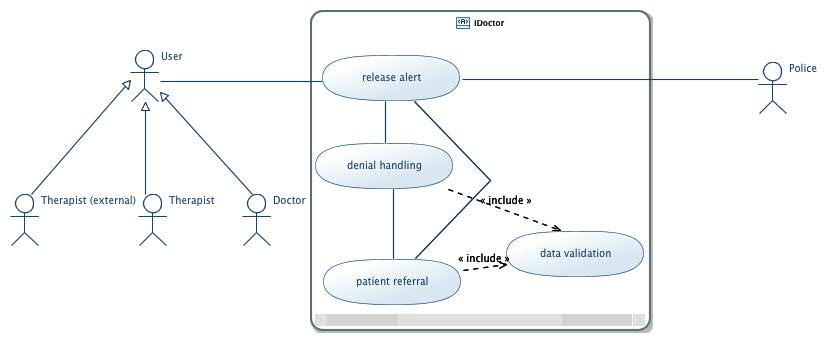 IDoctor
User
Police
release alert
denial handling
Therapist (external)
Therapist
Doctor
« include »
data validation
« include »
patient referral